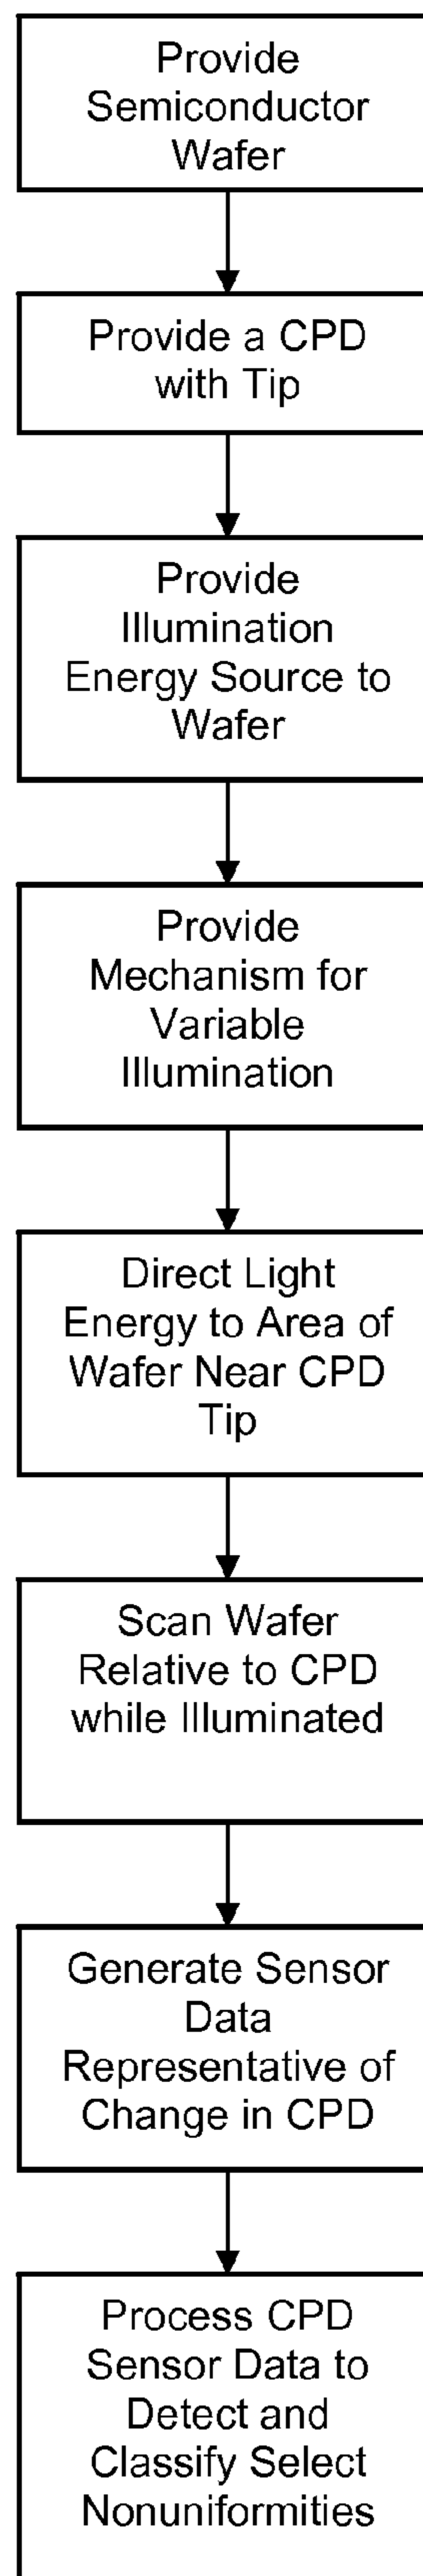 Provide
Semiconductor
Wafer
Provide a CPD
with Tip
Provide
Illumination
Energy Source to
Wafer
Provide
Mechanism for
Variable
Illumination
Direct Light
Energy to Area of
Wafer Near CPD
Tip
Scan Wafer
Relative to CPD
while Illuminated
Generate Sensor
Data
Representative of
Change in CPD
Process CPD
Sensor Data to
Detect and
Classify Select
Nonuniformities